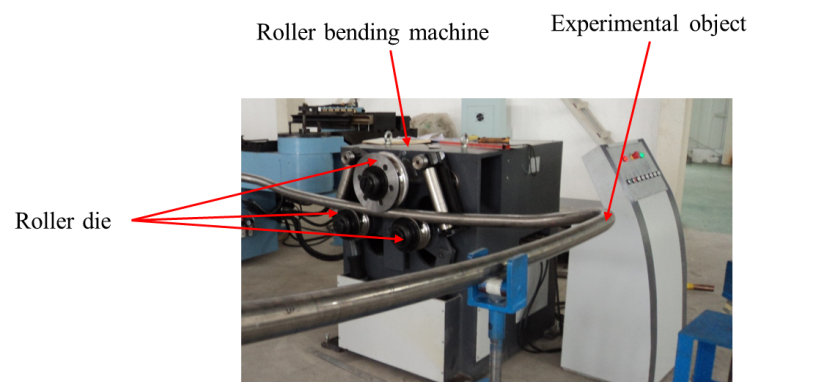 Experimental object
Roller bending machine
Roller die